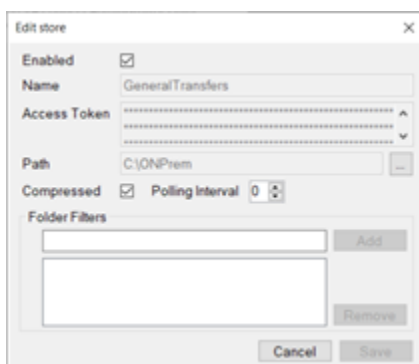 Edit store
Enabled
Name GeneralTransfers
Access Token
Path C:\ONPrem ...
Compressed Polling Interval 0
Folder Filters
Add
Remove
Cancel Save